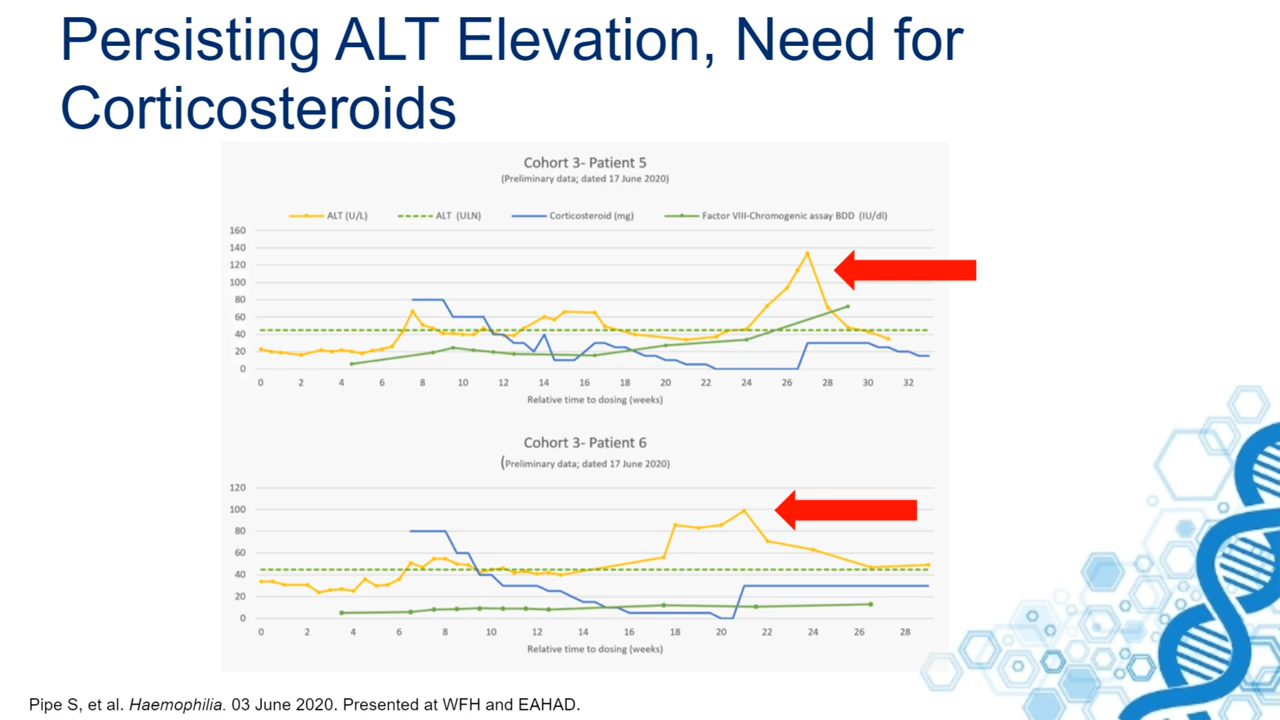 Persisting ALT Elevation, Need for
Corticosteroids
Cohort 3- Patient 5
(Preliminary data; dated 17 June 2020)
ALT (U/L) ALT (ULN) Corticosteroid (mg) Factor VIII-Chromogenic assay BDD (IU/dl)
160
140
120
100
80
60
40
20
0
0 2 4 6 8 10 12 14 16 18 20 22 24 26 28 30 32
Relative time to dosing (weeks)
Cohort 3- Patient 6
(Preliminary data; dated 17 June 2020)
120
100
80
60
40
20
0
0 2 4 6 8 10 12 14 16 18 20 22 24 26 28
Relative time to dosing (weeks)
Pipe S, et al. Haemophilia. 03 June 2020. Presented at WFH and EAHAD.